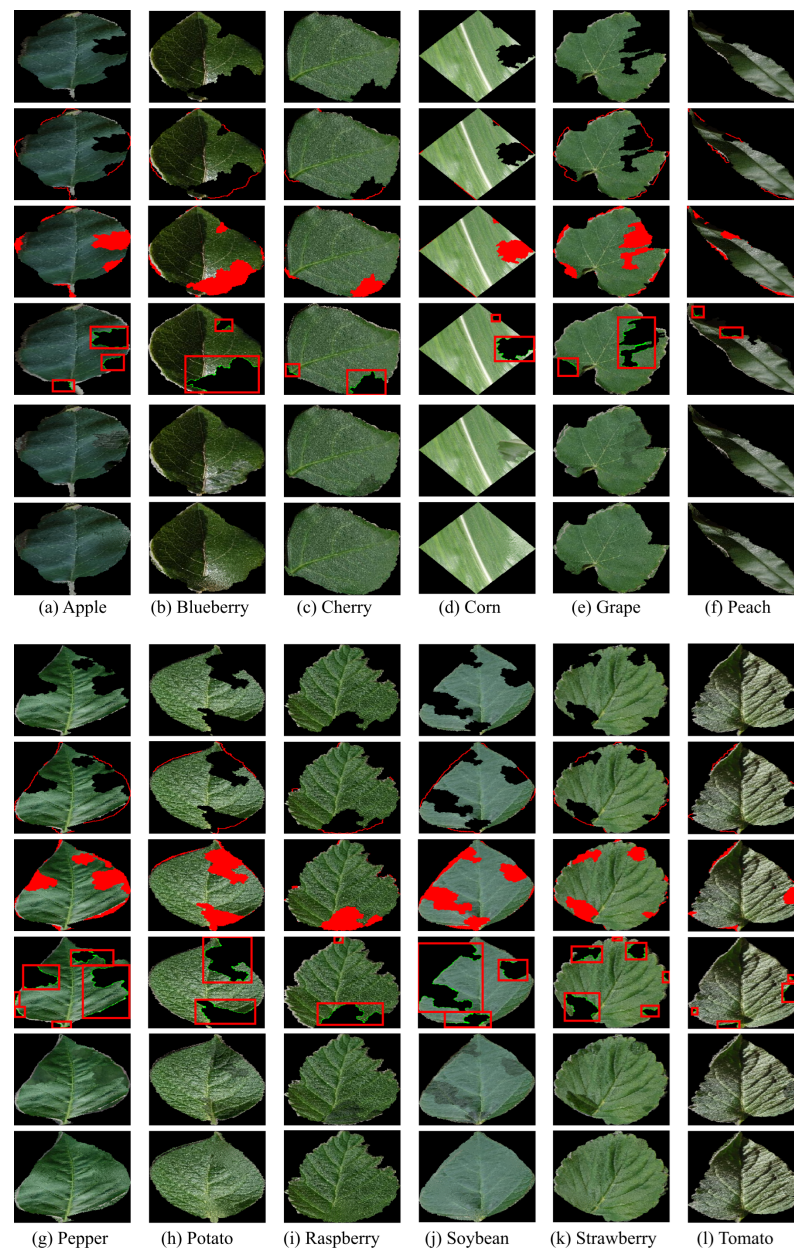 (a) Apple (b) Blueberry (c) Cherry (d) Corn (e) Grape (f) Peach
(g) Pepper (h) Potato (i) Raspberry (j) Soybean (k) Strawberry (l) Tomato